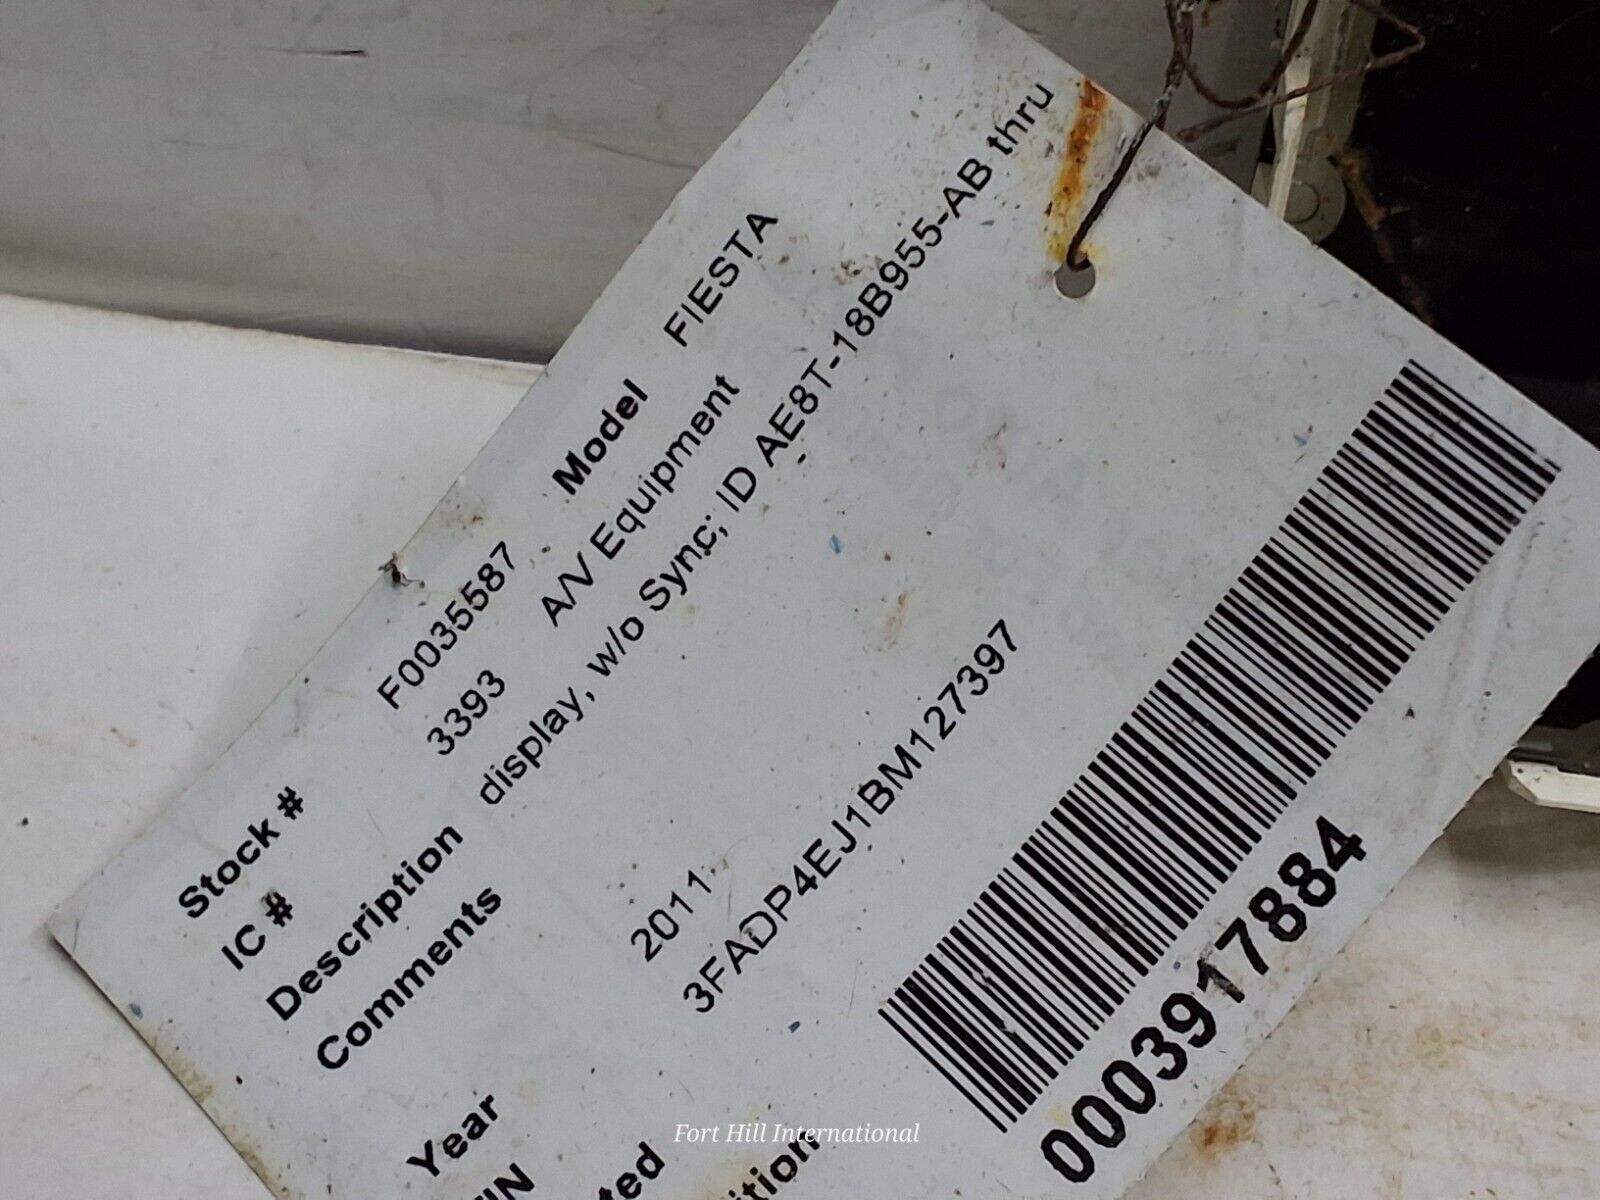 Stock # F0035587 Model FIESTA
IC # 3393 A/V Equipment
Description display, w/o Sync; ID AE8T-18B955-AB thru
Comments
Year 2011
3FADP4EJ1BM127397
0003917884
Fort Hill International